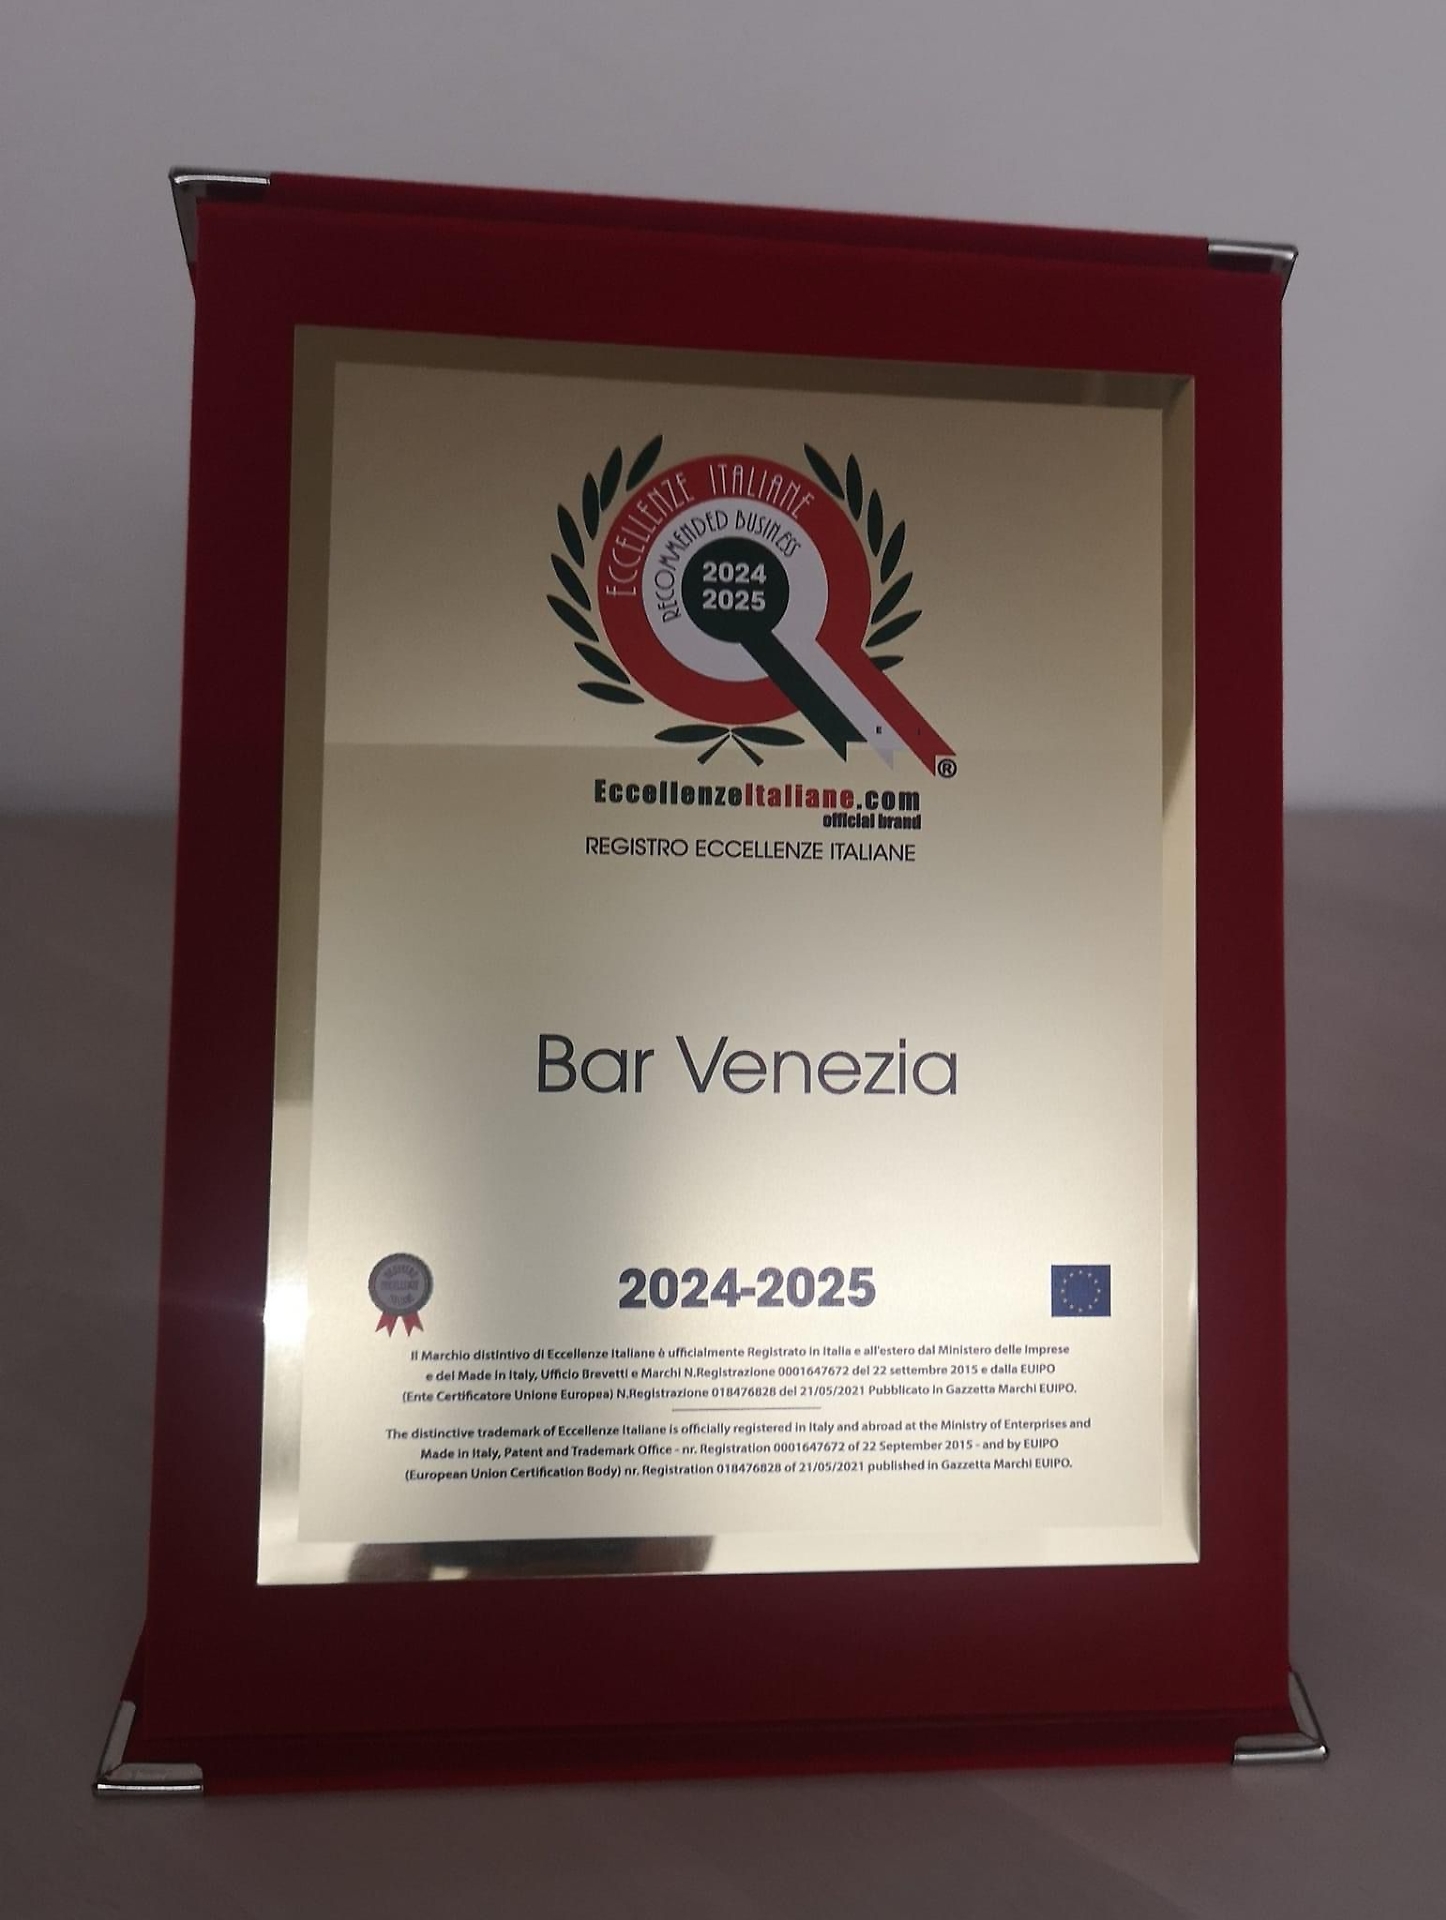 ECCELLENZE ITALIANE
RECOMMENDED BUSINESS
2024
2025
E I
®
EccellenzeItaliane.com
official brand
REGISTRO ECCELLENZE ITALIANE
Bar Venezia
2024-2025
Il Marchio distintivo di Eccellenze Italiane è ufficialmente Registrato in Italia e all'estero dal Ministero delle Imprese
e del Made in Italy, Ufficio Brevetti e Marchi N.Registrazione 0001647672 del 22 settembre 2015 e dalla EUIPO
(Ente Certificatore Unione Europea) N.Registrazione 018476828 del 21/05/2021 Pubblicato in Gazzetta Marchi EUIPO.
The distinctive trademark of Eccellenze Italiane is officially registered in Italy and abroad at the Ministry of Enterprises and
Made in Italy, Patent and Trademark Office - nr. Registration 0001647672 of 22 September 2015 - and by EUIPO
(European Union Certification Body) nr. Registration 018476828 of 21/05/2021 published in Gazzetta Marchi EUIPO.